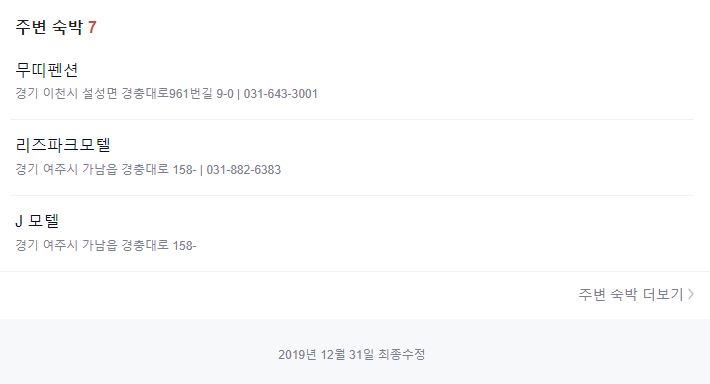 주변 숙박 7
무띠펜션
경기 이천시 설성면 경충대로961번길 9-0 | 031-643-3001
리즈파크모텔
경기 여주시 가남읍 경충대로 158- | 031-882-6383
J 모텔
경기 여주시 가남읍 경충대로 158-
주변 숙박 더보기 >
2019년 12월 31일 최종수정